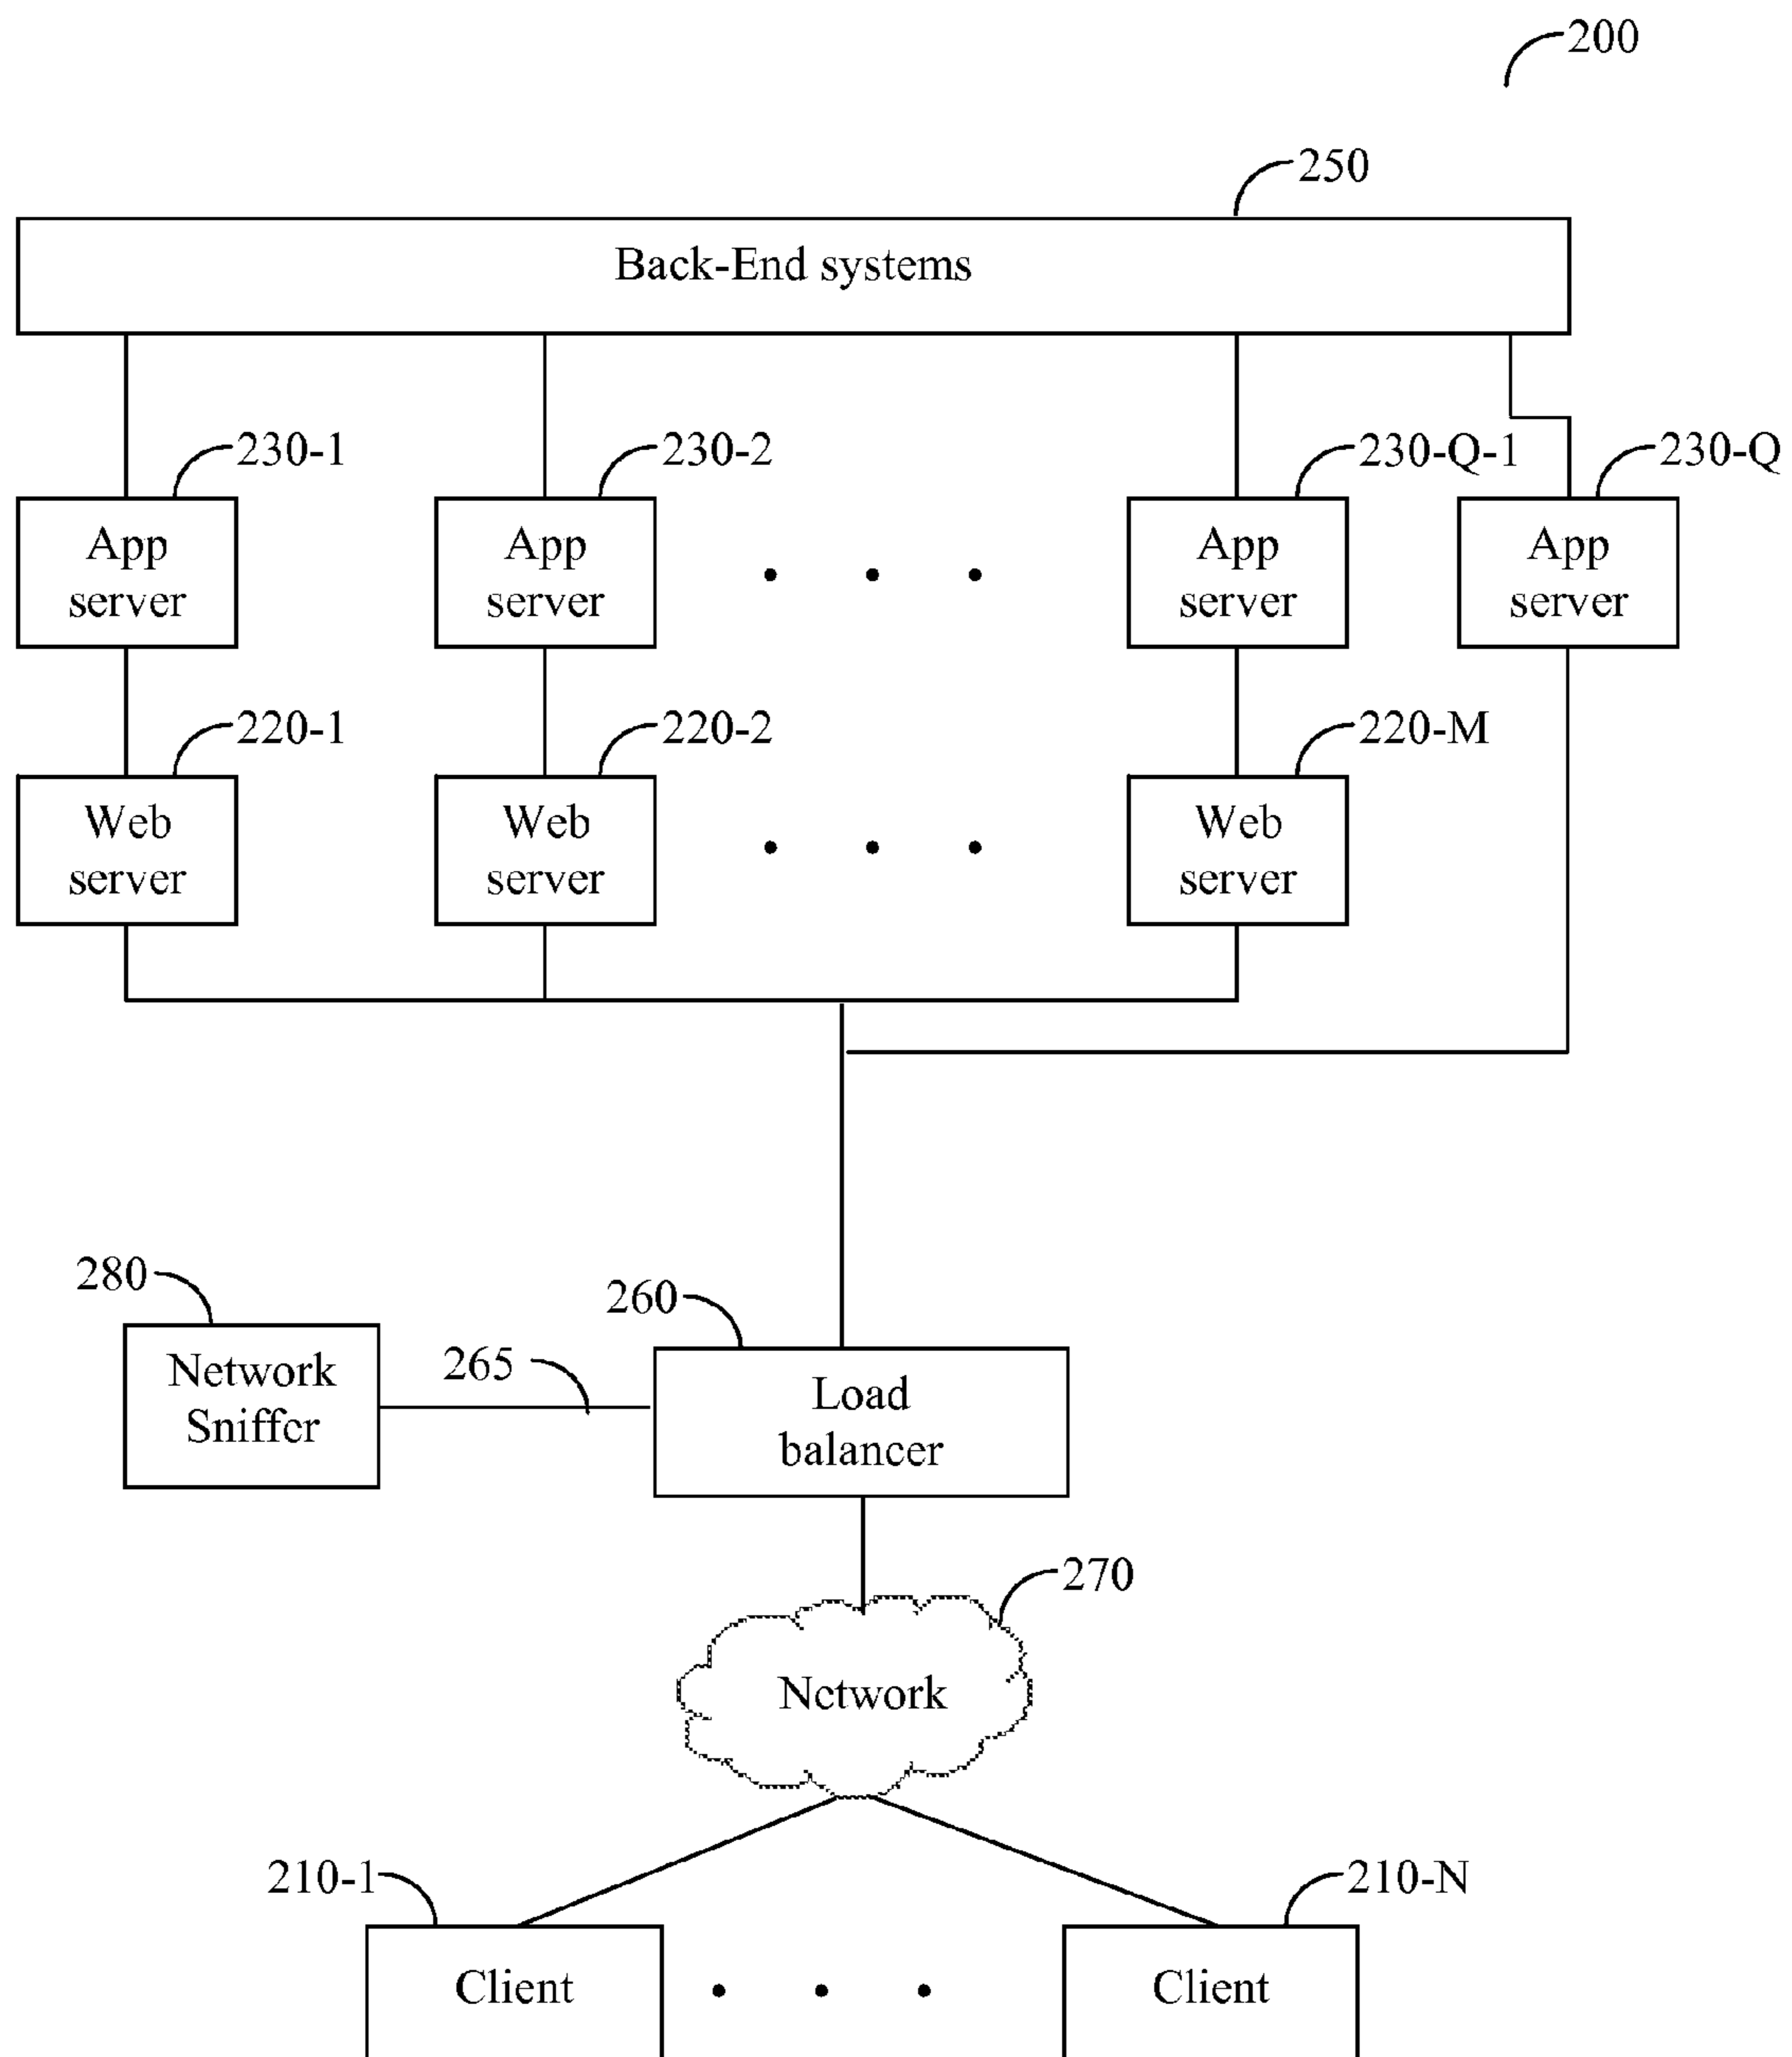 200
250
Back-End systems
230-1
230-2
230-Q-1
230-Q
App
server
App
server
App
server
App
server
220-1
220-2
220-M
Web
server
Web
server
Web
server
280
260
265
Network
Sniffer
Load
balancer
270
Network
210-1
210-N
Client
Client